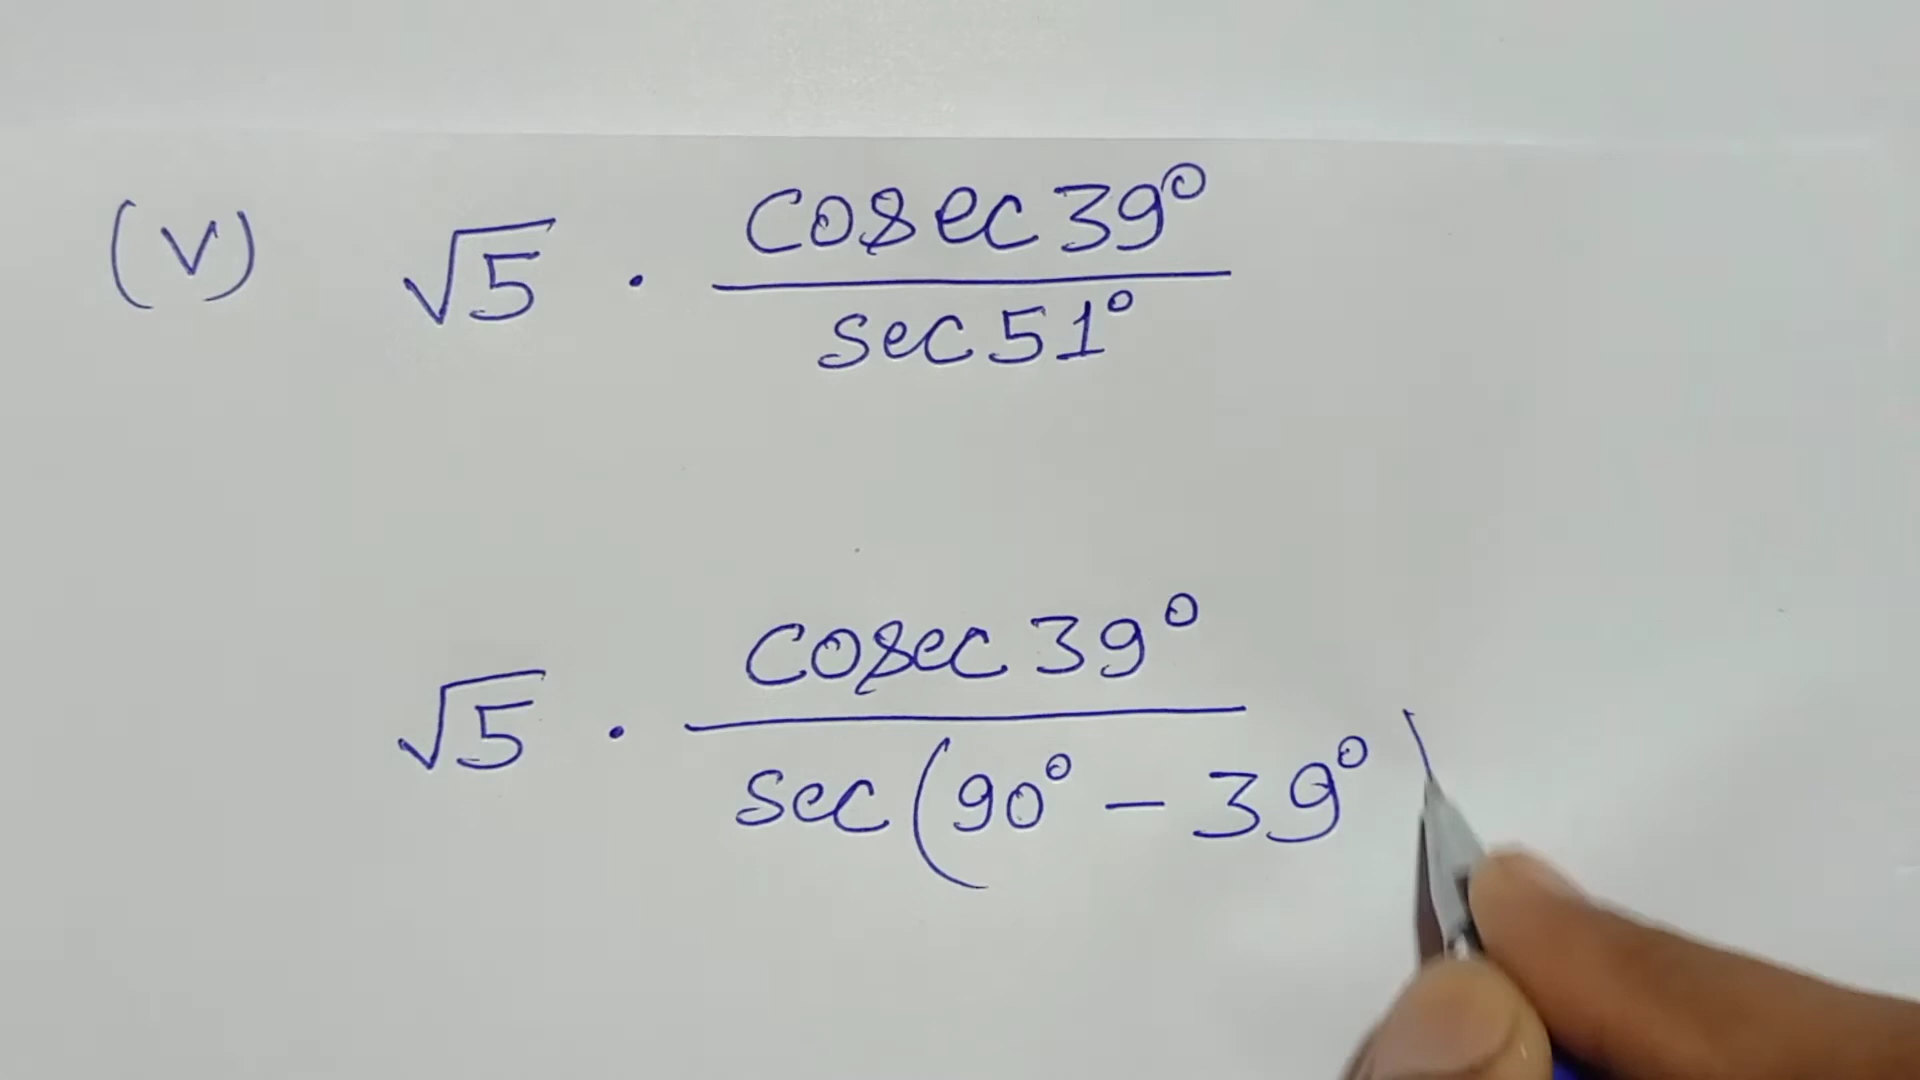 (V) √5 · cosec 39° / sec 51°
√5 · cosec 39° / sec (90° - 39°)